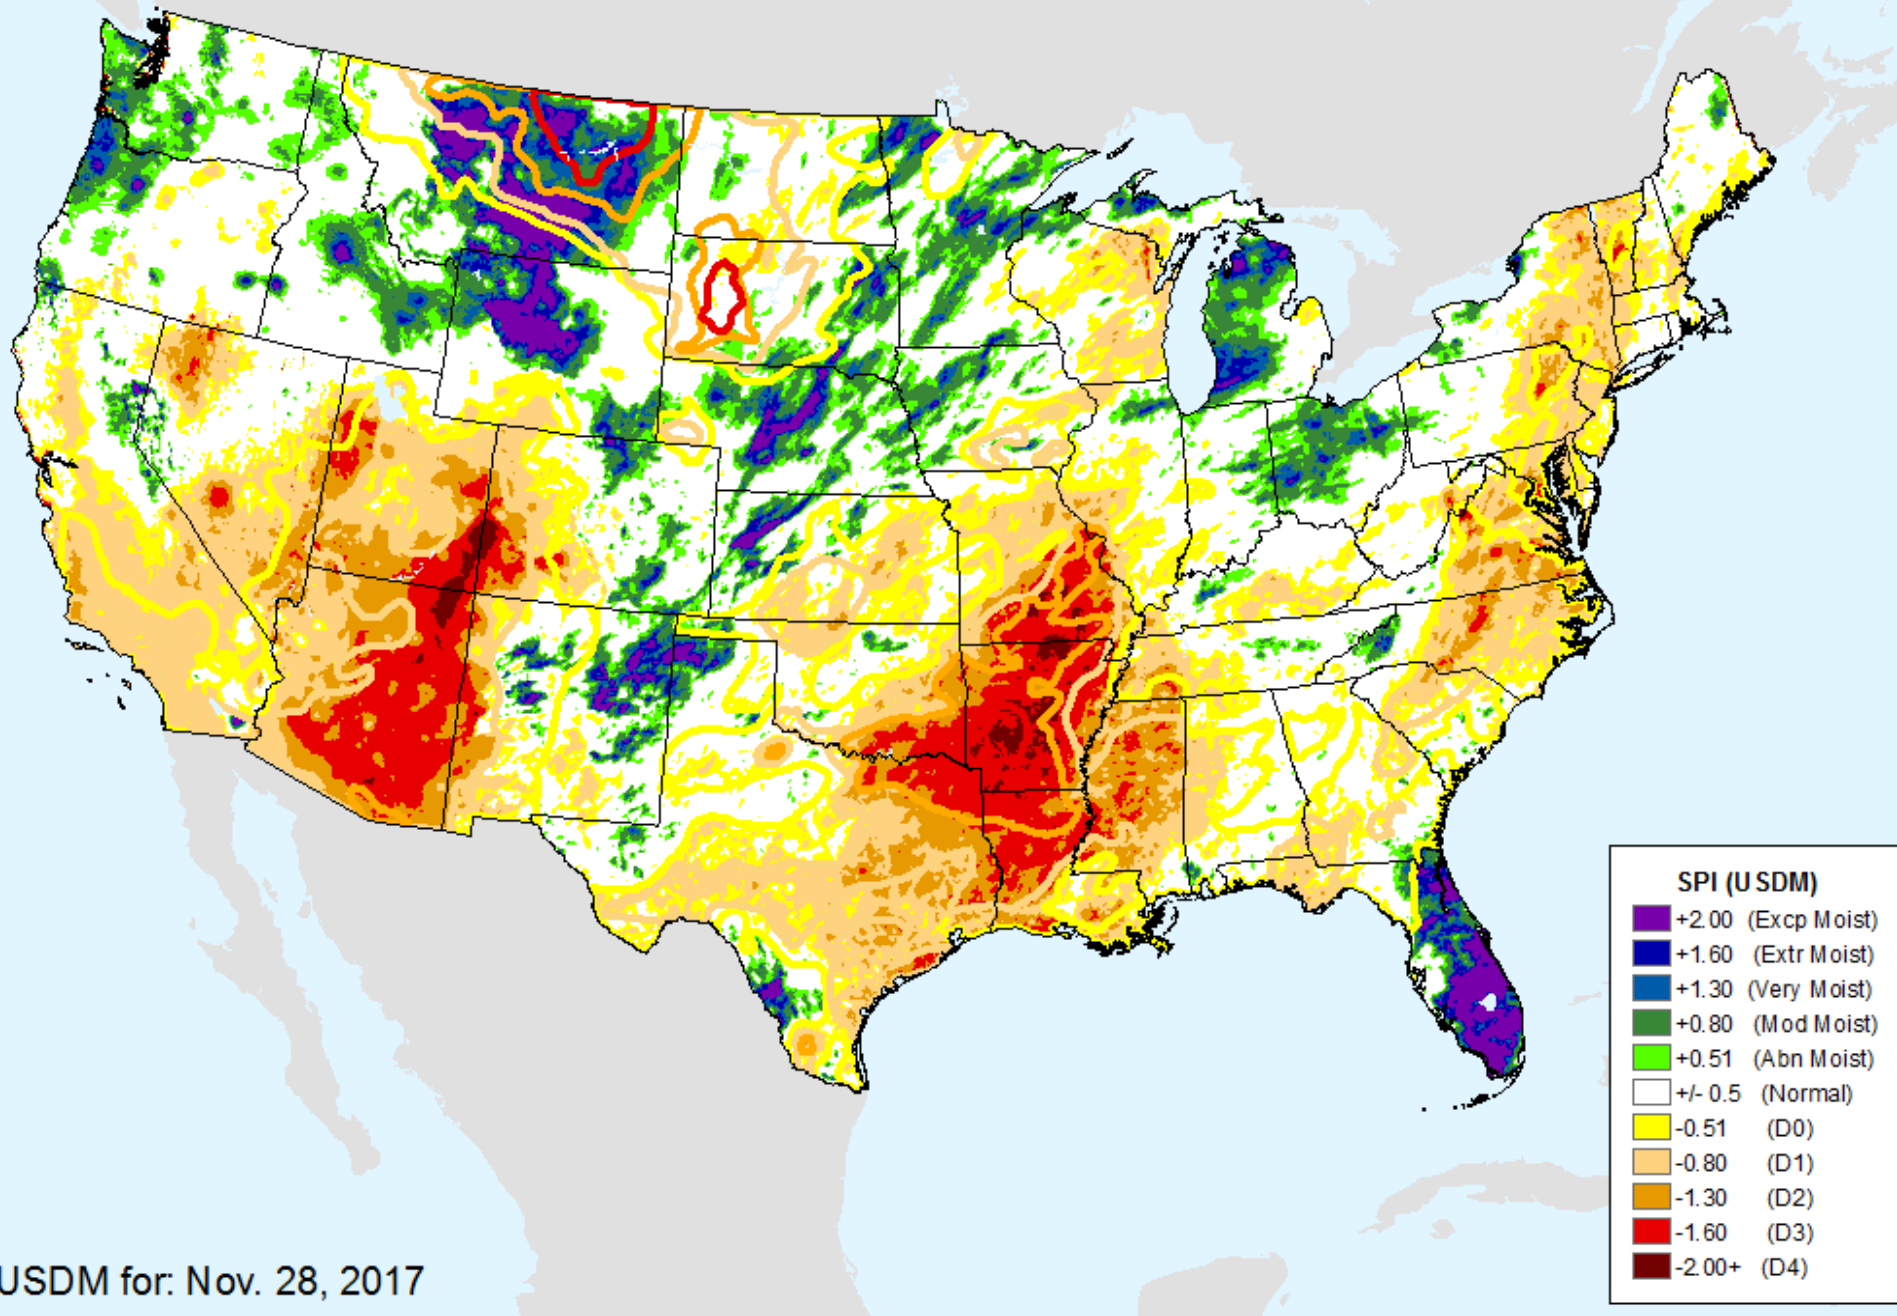 SPI (USDM)
+2.00 (Excp Moist)
+1.60 (Extr Moist)
+1.30 (Very Moist)
+0.80 (Mod Moist)
+0.51 (Abn Moist)
+/- 0.5 (Normal)
-0.51 (D0)
-0.80 (D1)
-1.30 (D2)
-1.60 (D3)
-2.00+ (D4)
USDM for: Nov. 28, 2017